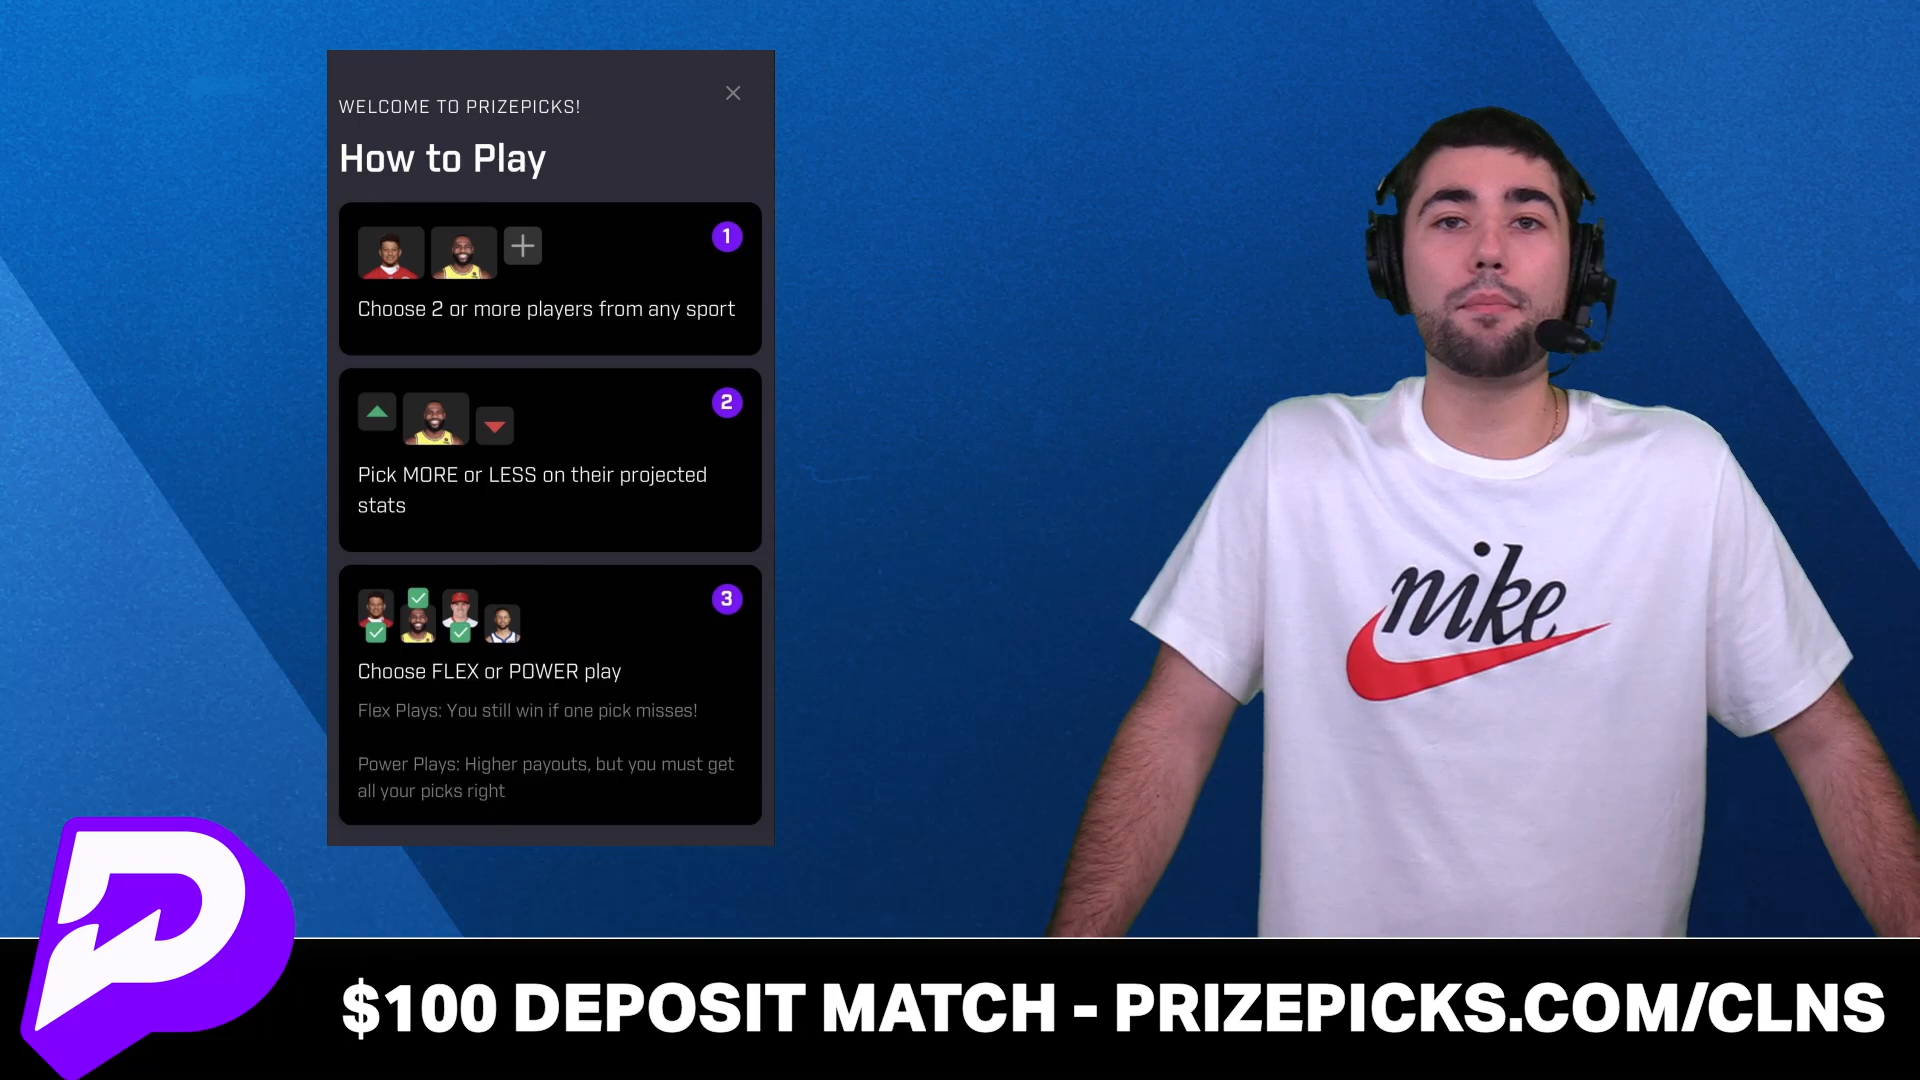 WELCOME TO PRIZEPICKS!
How to Play
1
Choose 2 or more players from any sport
2
Pick MORE or LESS on their projected
stats
3
Choose FLEX or POWER play
Flex Plays: You still win if one pick misses!
Power Plays: Higher payouts, but you must get
all your picks right
nike
$100 DEPOSIT MATCH - PRIZEPICKS.COM/CLNS